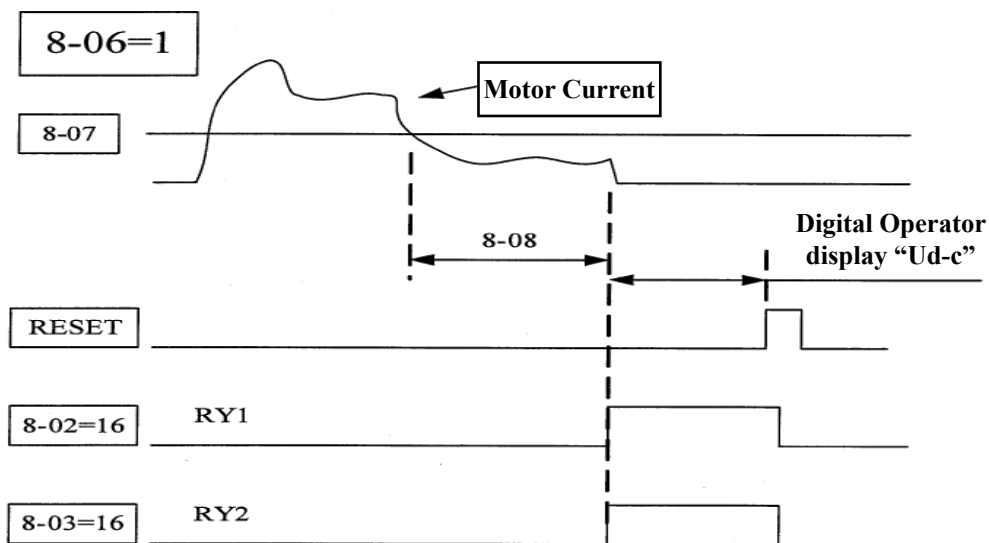 8-06=1
Motor Current
8-07
8-08
Digital Operator
display “Ud-c”
RESET
8-02=16
RY1
8-03=16
RY2